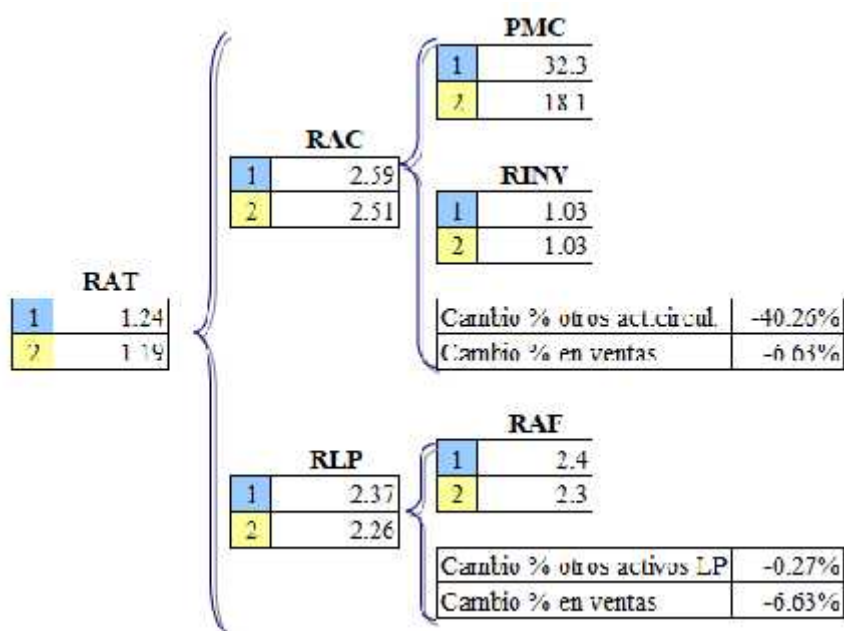 PMC
1 32.3
2 18.1
RAC
1 2.59
2 2.51
RINV
1 1.03
2 1.03
RAT
1 1.24
2 1.19
Cambio % otros act.circul. -40.26%
Cambio % en ventas -6.63%
RAF
1 2.4
2 2.3
RLP
1 2.37
2 2.26
Cambio % otros activos LP -0.27%
Cambio % en ventas -6.63%